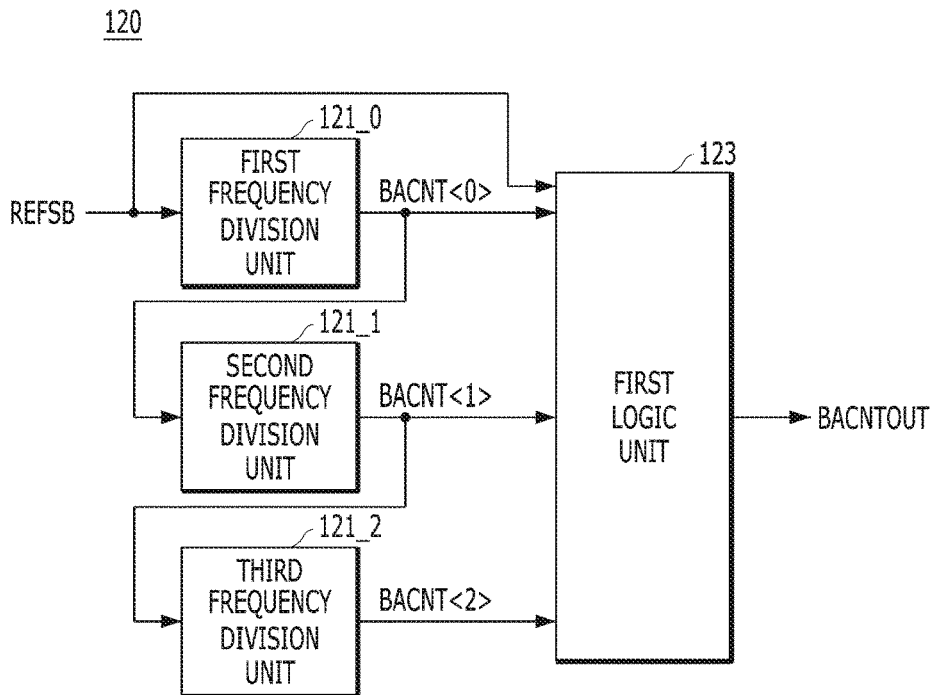 120
121_0
FIRST
FREQUENCY
DIVISION
UNIT
REFSB
BACNT<0>
123
121_1
SECOND
FREQUENCY
DIVISION
UNIT
BACNT<1>
FIRST
LOGIC
UNIT
BACNTOUT
121_2
THIRD
FREQUENCY
DIVISION
UNIT
BACNT<2>